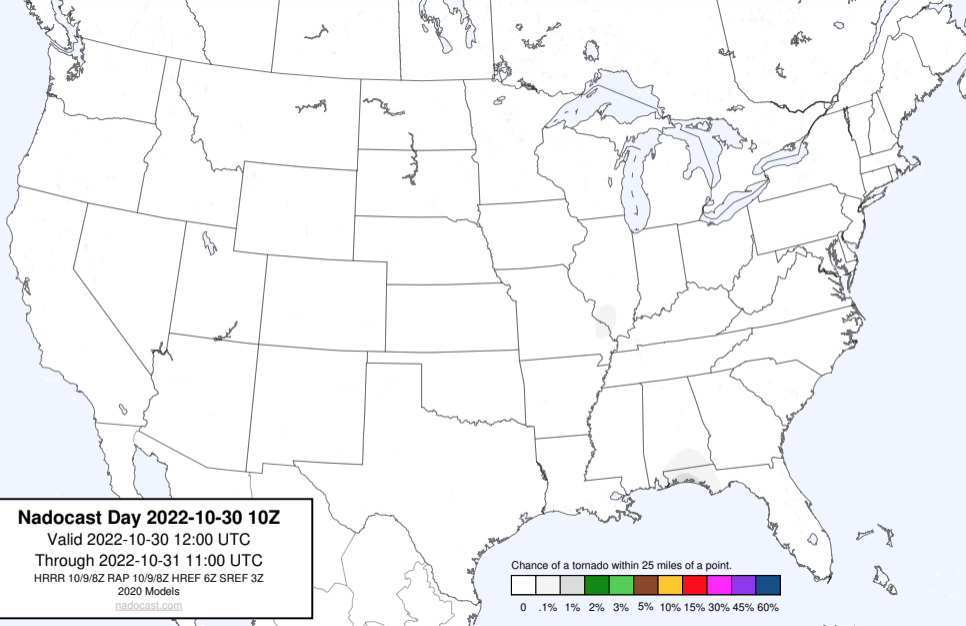 Nadocast Day 2022-10-30 10Z
Valid 2022-10-30 12:00 UTC
Through 2022-10-31 11:00 UTC
HRRR 10/9/8Z RAP 10/9/8Z HREF 6Z SREF 3Z
2020 Models
nadocast.com
Chance of a tornado within 25 miles of a point.
0 .1% 1% 2% 3% 5% 10% 15% 30% 45% 60%